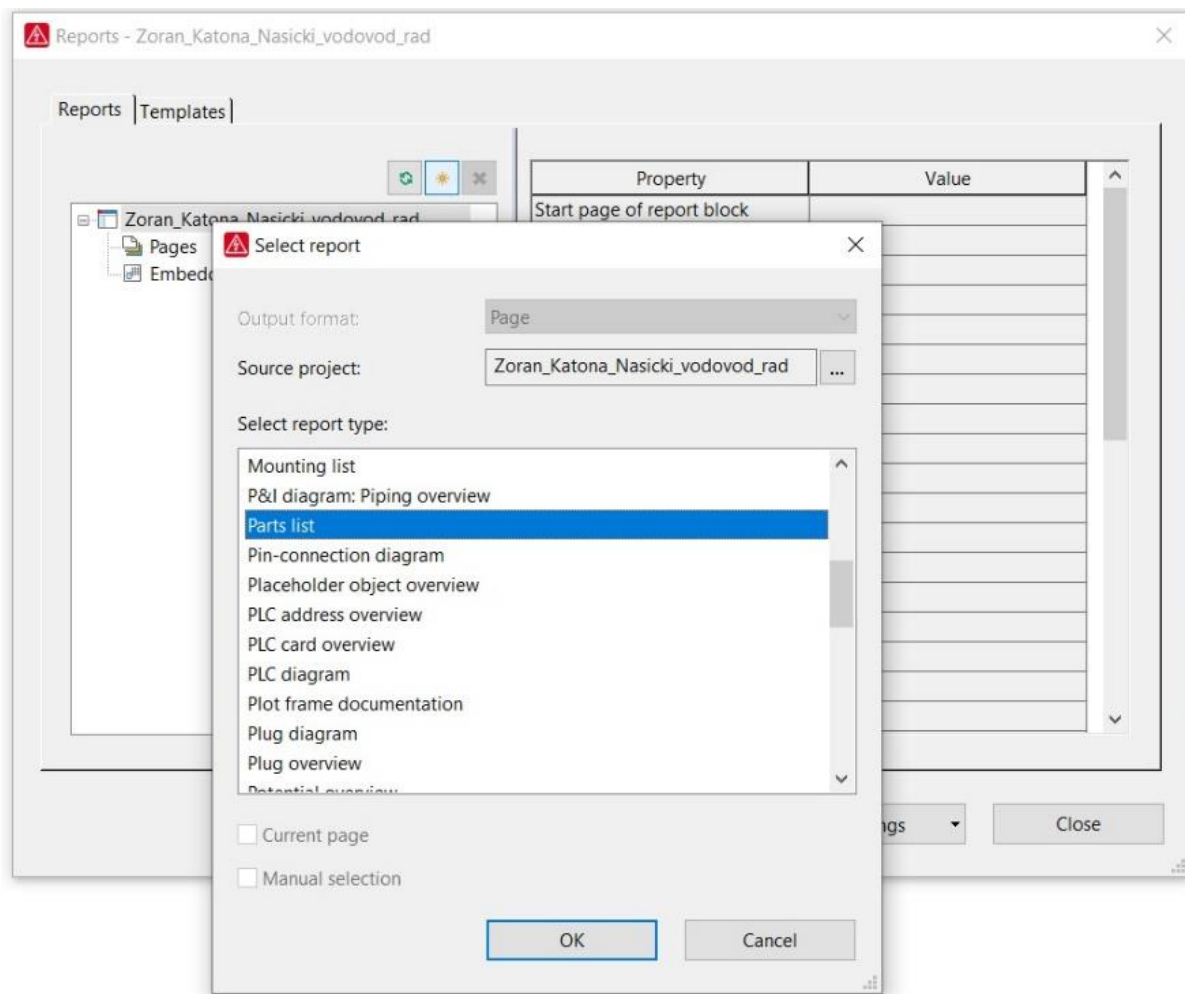 Reports - Zoran_Katona_Nasicki_vodovod_rad
Reports
Templates
Property
Value
Zoran_Katona_Nasicki_vodovod_rad
Start page of report block
Pages
Select report
Output format:
Page
Source project:
Zoran_Katona_Nasicki_vodovod_rad
...
Select report type:
Mounting list
P&I diagram: Piping overview
Parts list
Pin-connection diagram
Placeholder object overview
PLC address overview
PLC card overview
PLC diagram
Plot frame documentation
Plug diagram
Plug overview
Potential overview
Current page
Manual selection
Close
OK
Cancel